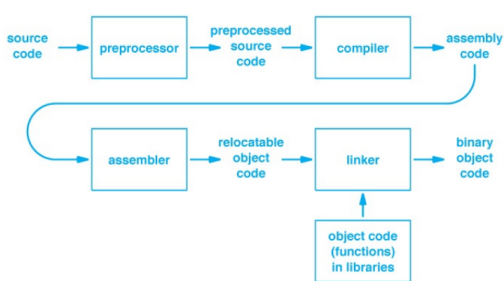 source
code
preprocessor
preprocessed
source
code
compiler
assembly
code
assembler
relocatable
object
code
linker
binary
object
code
object code
(functions)
in libraries